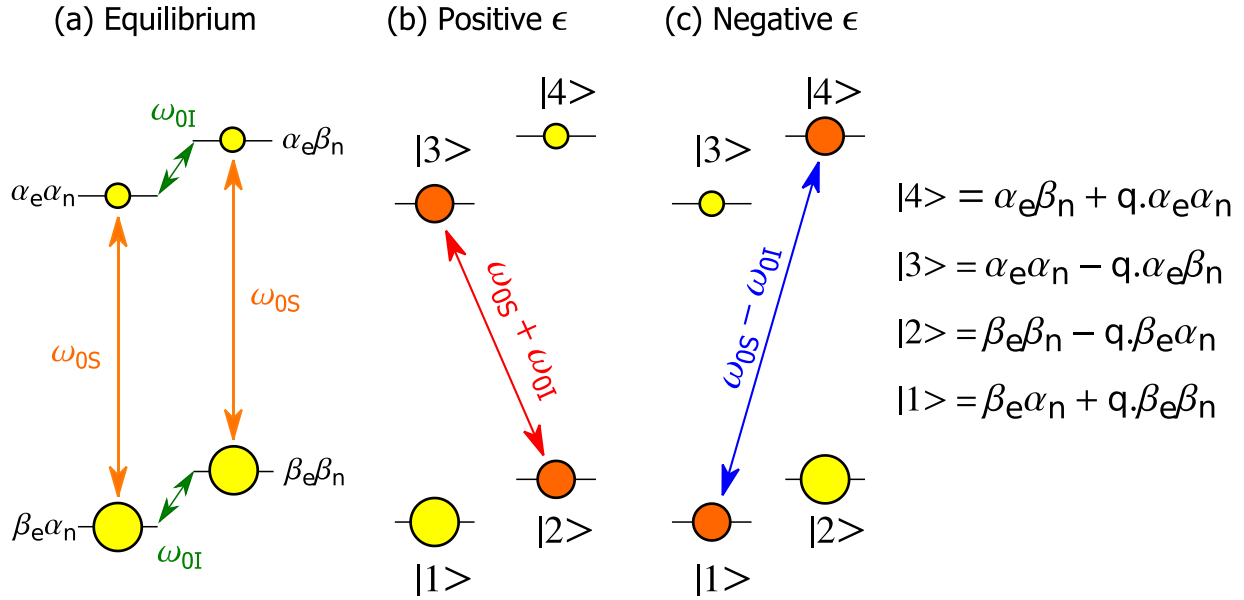 (a) Equilibrium
(b) Positive ϵ
(c) Negative ϵ
ω0I
αeβn
αeαn
ω0S
ω0S
βeβn
βeαn
ω0I
|4>
|3>
ω0S + ω0I
|2>
|1>
|4>
|3>
ω0S − ω0I
|2>
|1>
|4> = αeβn + q.αeαn
|3> = αeαn − q.αeβn
|2> = βeβn − q.βeαn
|1> = βeαn + q.βeβn